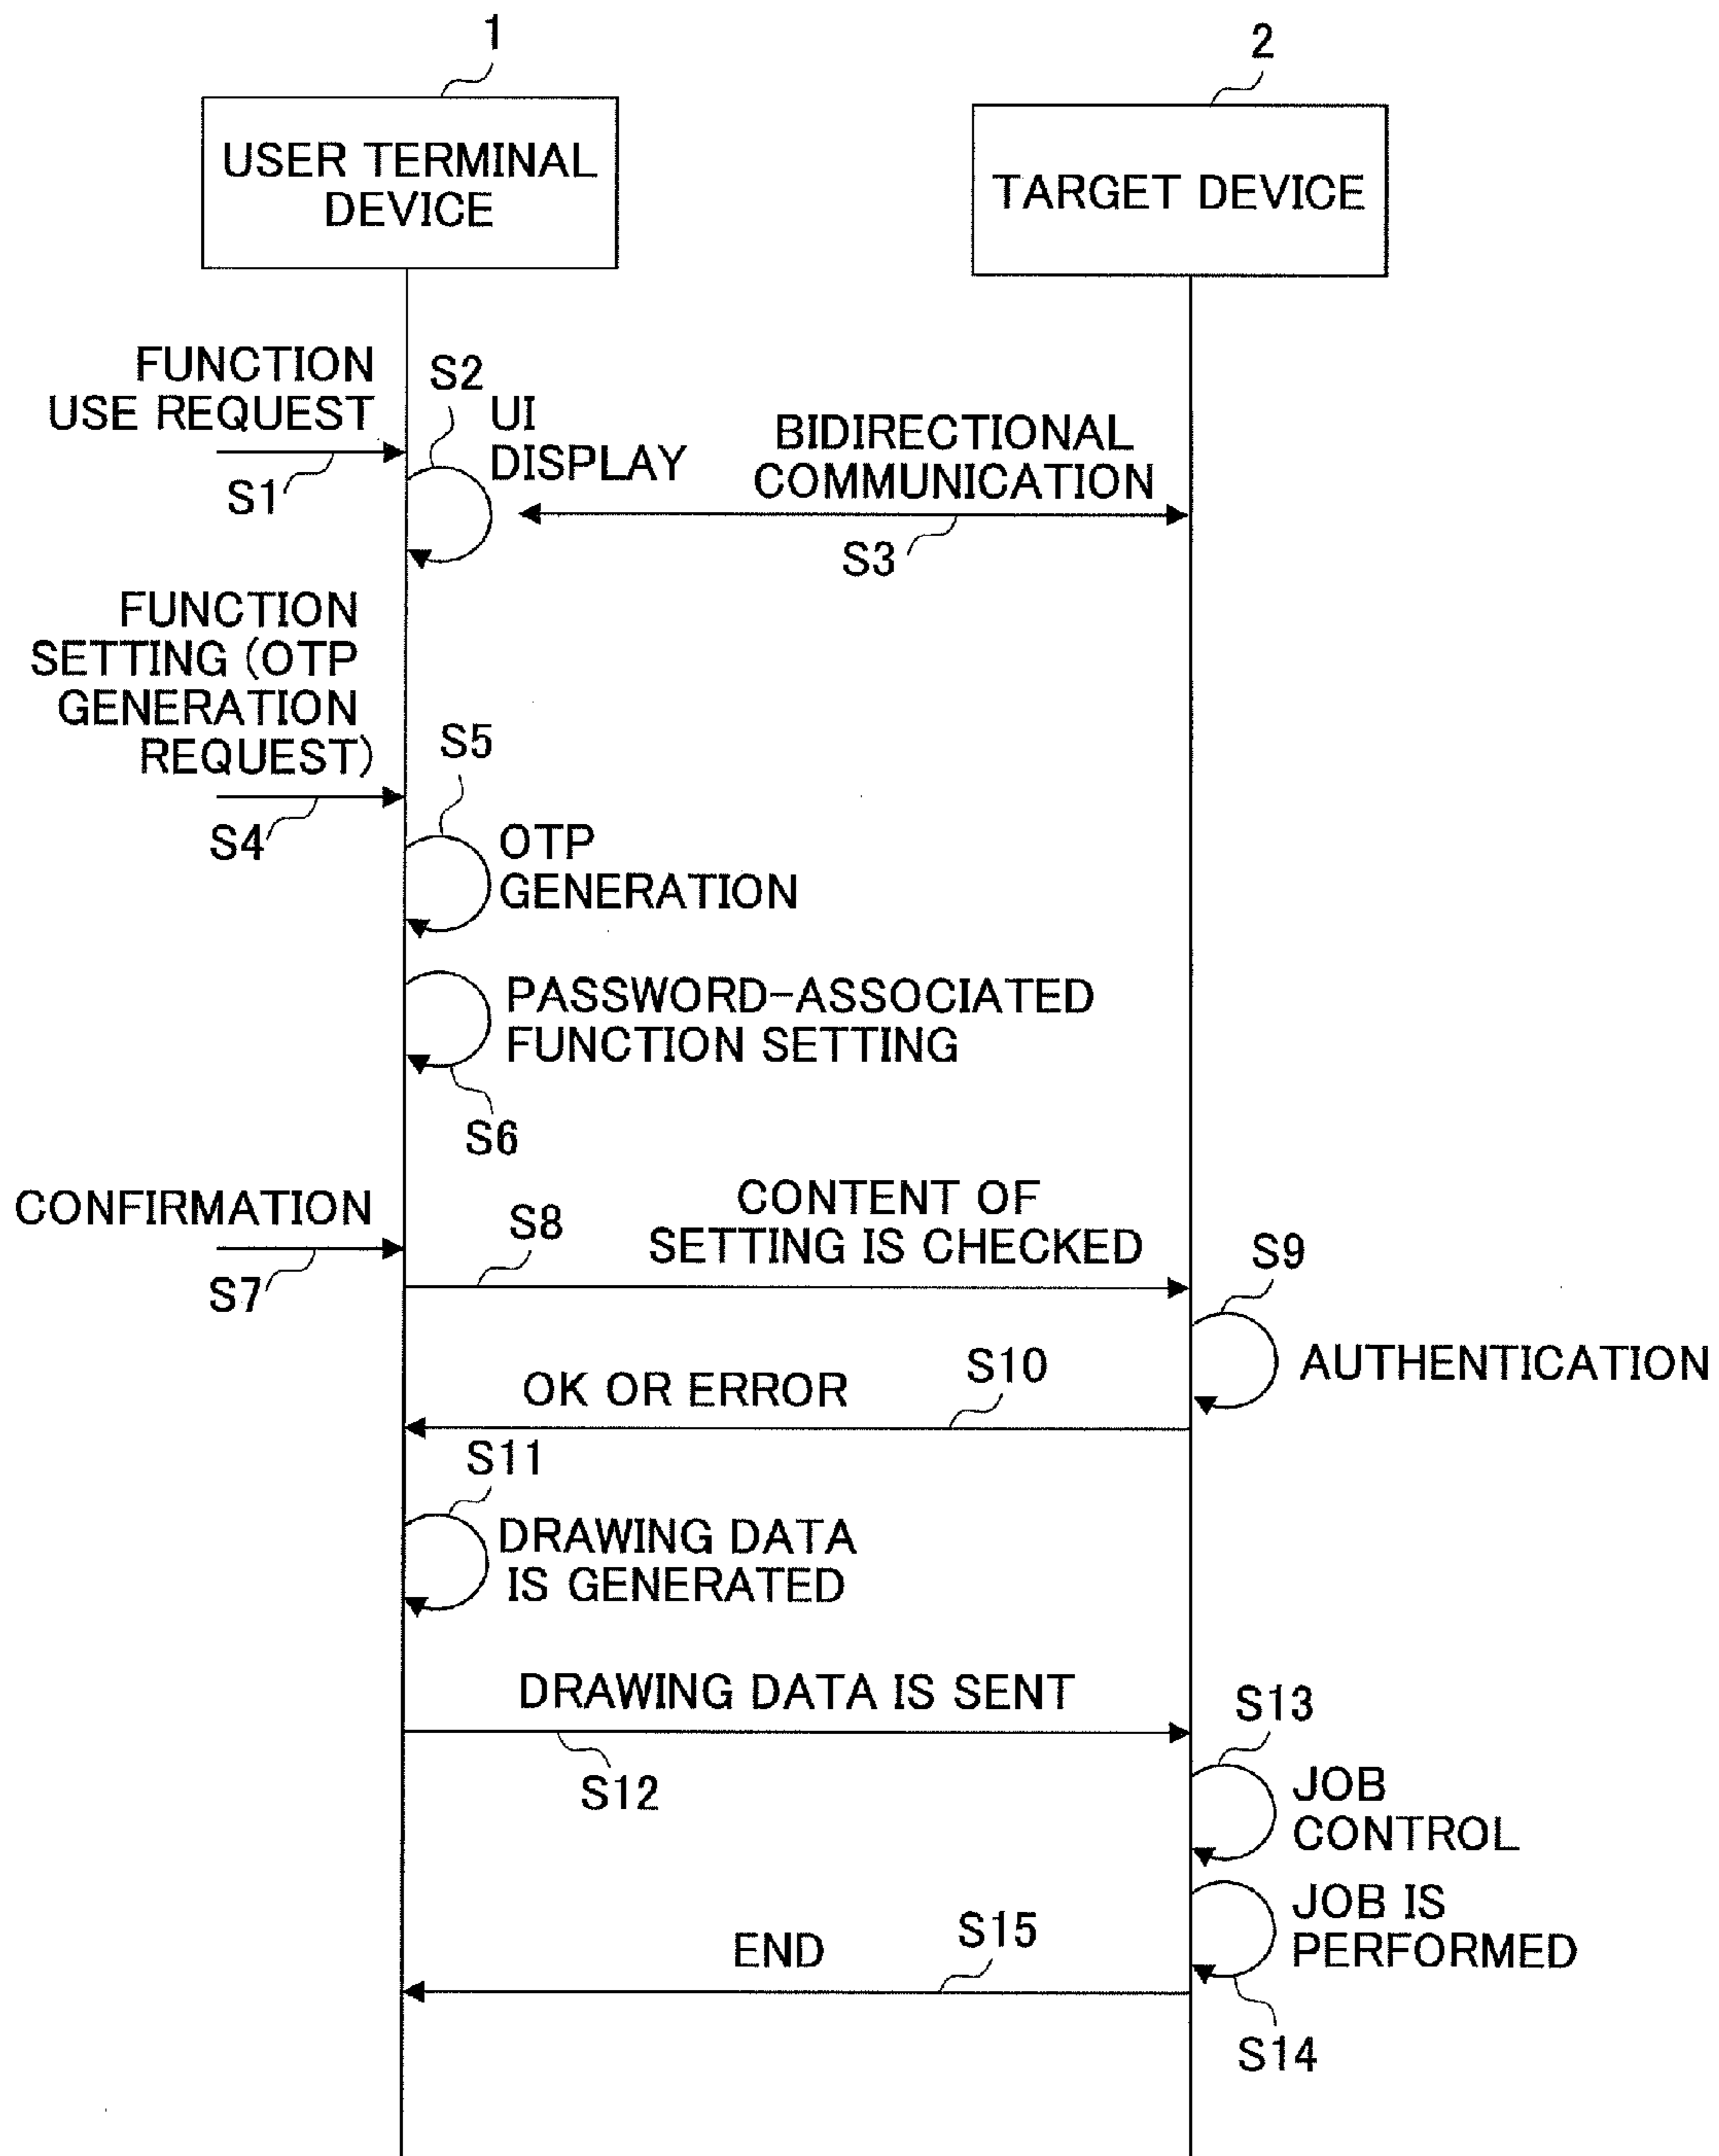 1
2
USER TERMINAL
DEVICE
TARGET DEVICE
FUNCTION
USE REQUEST
S1
S2
UI
DISPLAY
BIDIRECTIONAL
COMMUNICATION
S3
FUNCTION
SETTING (OTP
GENERATION
REQUEST)
S4
S5
OTP
GENERATION
PASSWORD-ASSOCIATED
FUNCTION SETTING
S6
CONFIRMATION
S7
S8
CONTENT OF
SETTING IS CHECKED
S9
AUTHENTICATION
S10
OK OR ERROR
S11
DRAWING DATA
IS GENERATED
DRAWING DATA IS SENT
S12
S13
JOB
CONTROL
JOB IS
PERFORMED
S14
S15
END